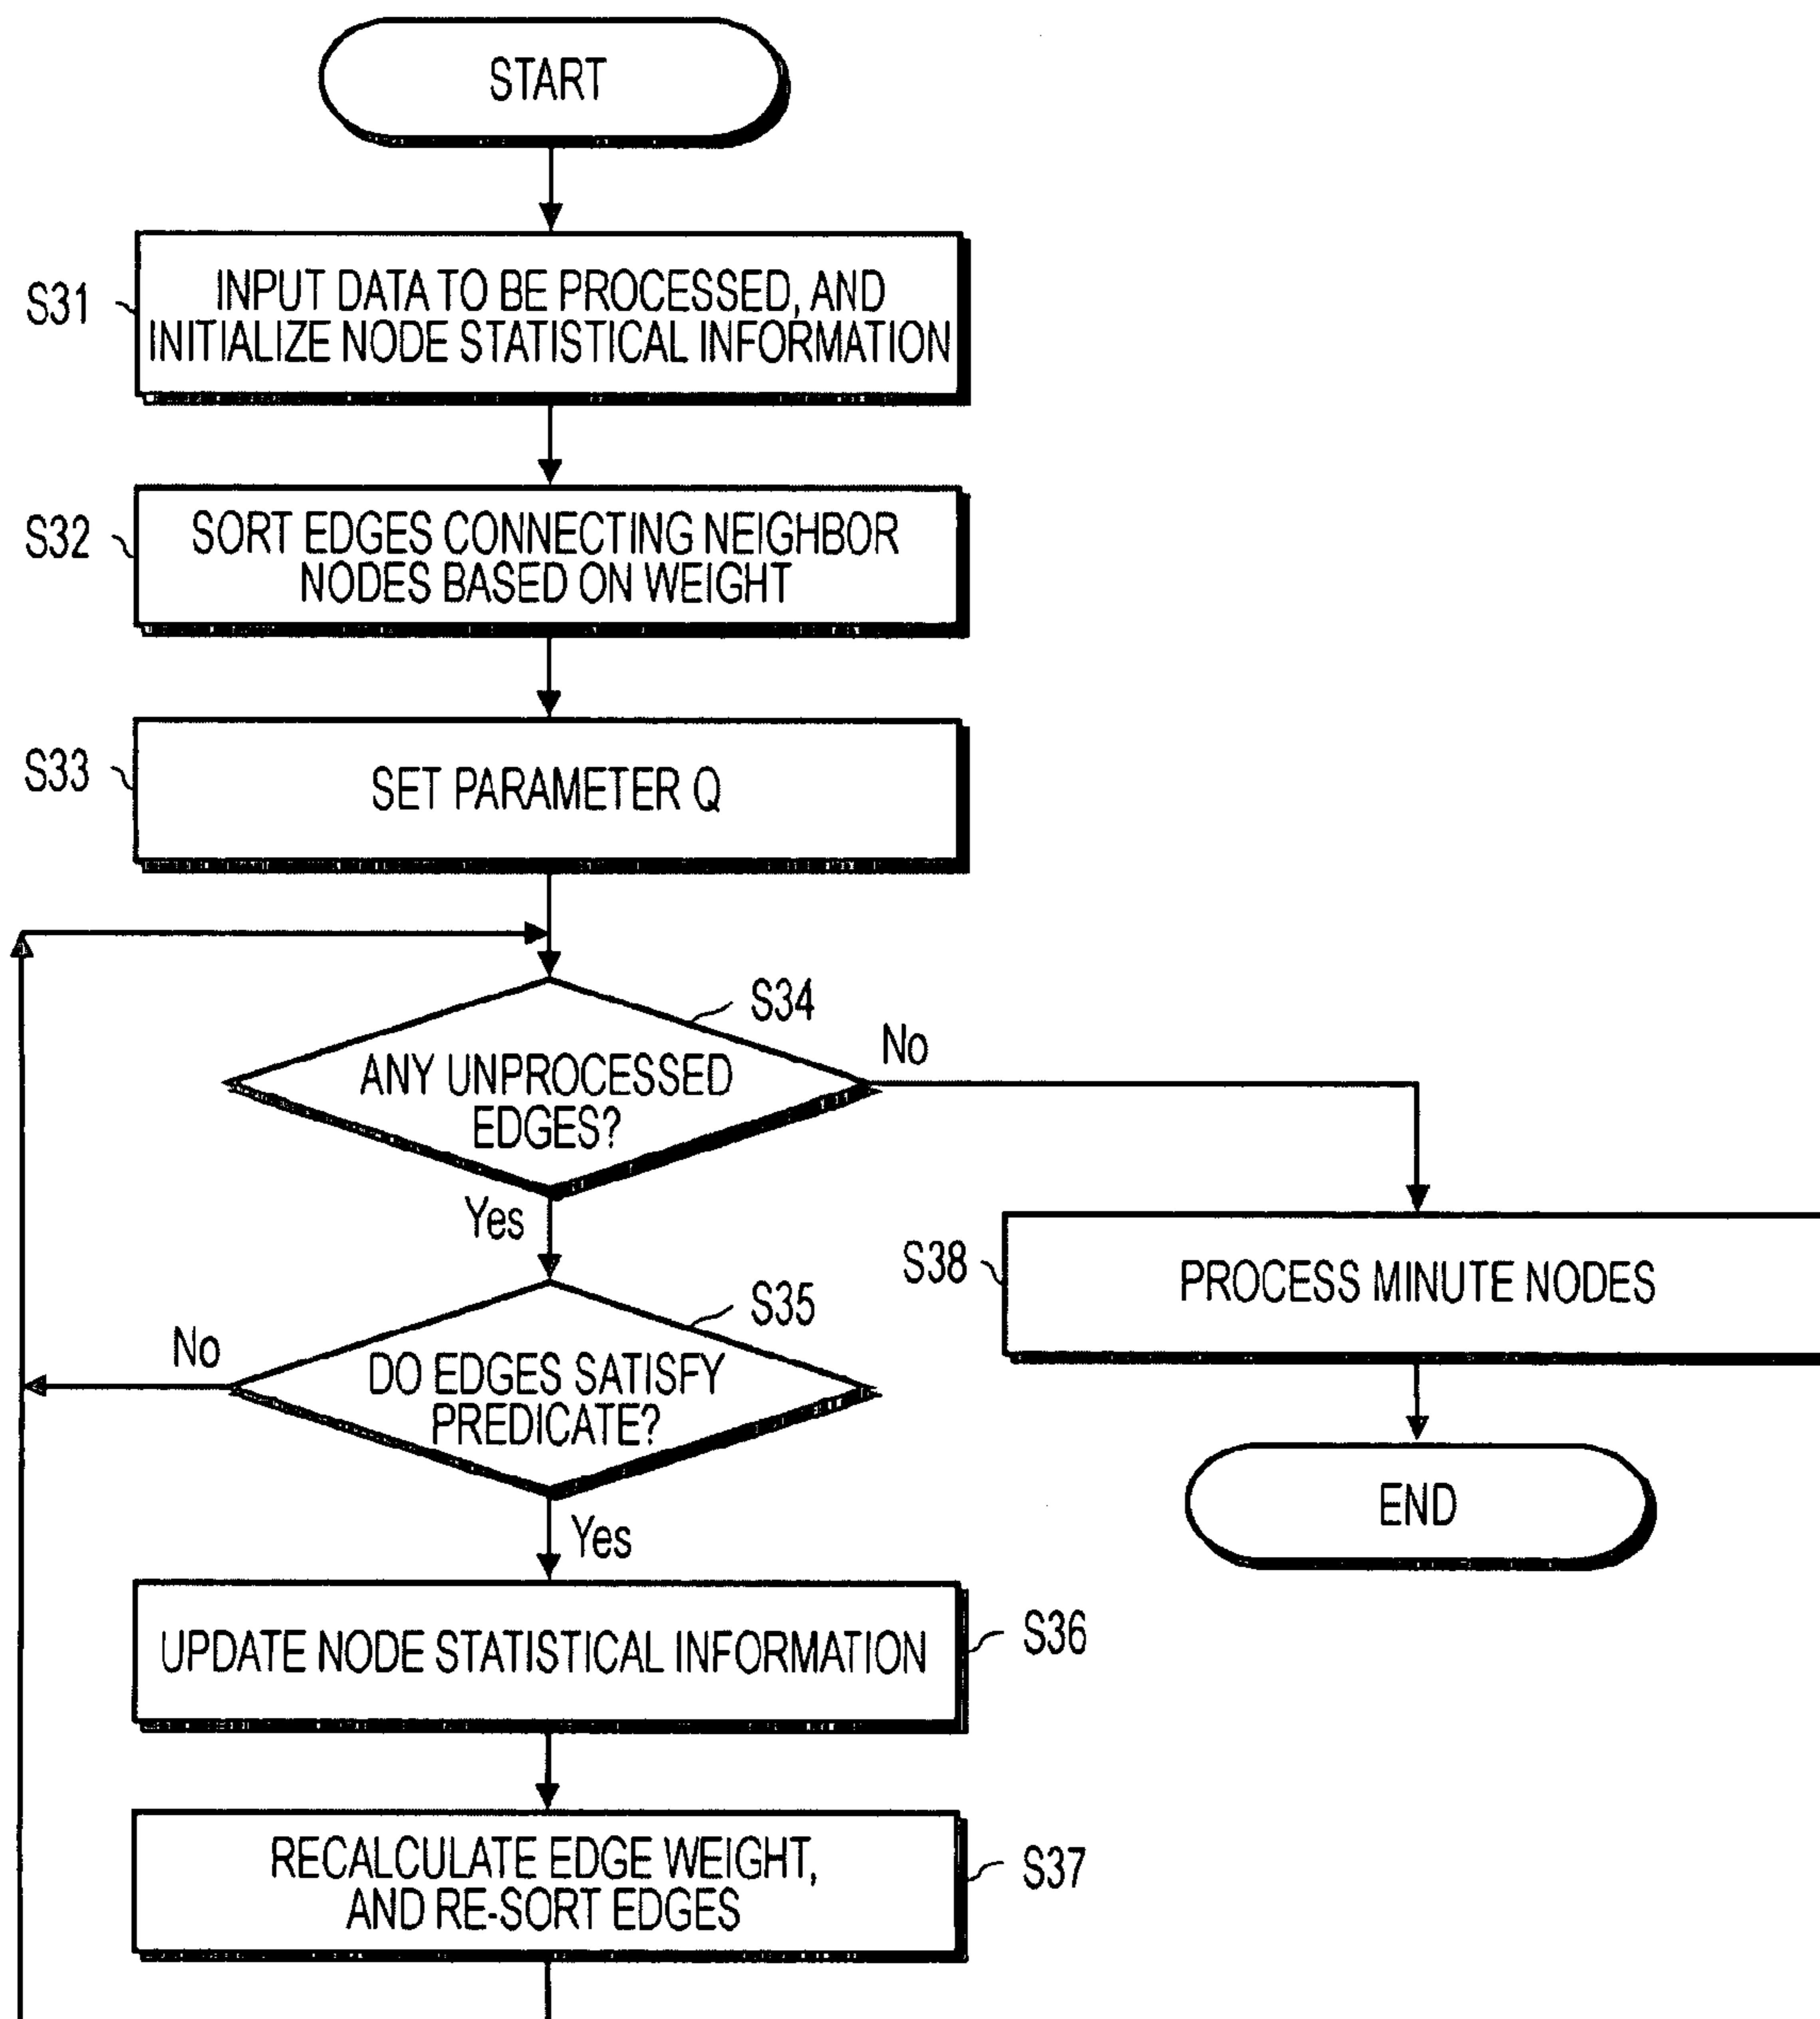 START
S31
INPUT DATA TO BE PROCESSED, AND
INITIALIZE NODE STATISTICAL INFORMATION
S32
SORT EDGES CONNECTING NEIGHBOR
NODES BASED ON WEIGHT
S33
SET PARAMETER Q
S34
ANY UNPROCESSED
EDGES?
No
Yes
S35
DO EDGES SATISFY
PREDICATE?
No
Yes
S36
UPDATE NODE STATISTICAL INFORMATION
S37
RECALCULATE EDGE WEIGHT,
AND RE-SORT EDGES
S38
PROCESS MINUTE NODES
END